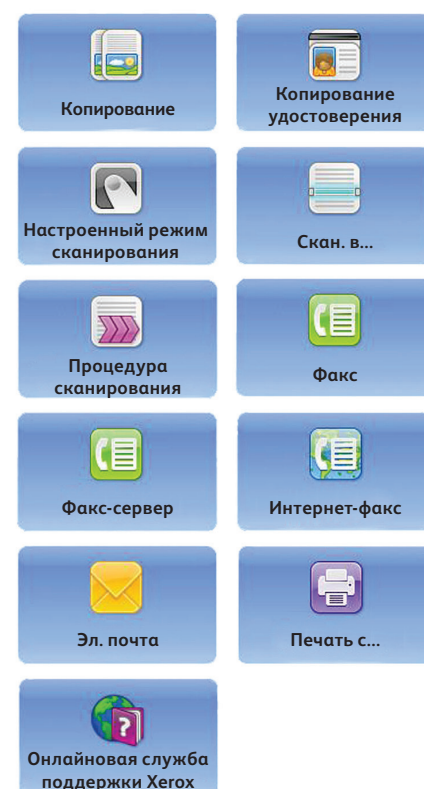 Копирование
Копирование
удостоверения
Настроенный режим
сканирования
Скан. в...
Процедура
сканирования
Факс
Факс-сервер
Интернет-факс
Эл. почта
Печать с...
Онлайновая служба
поддержки Xerox